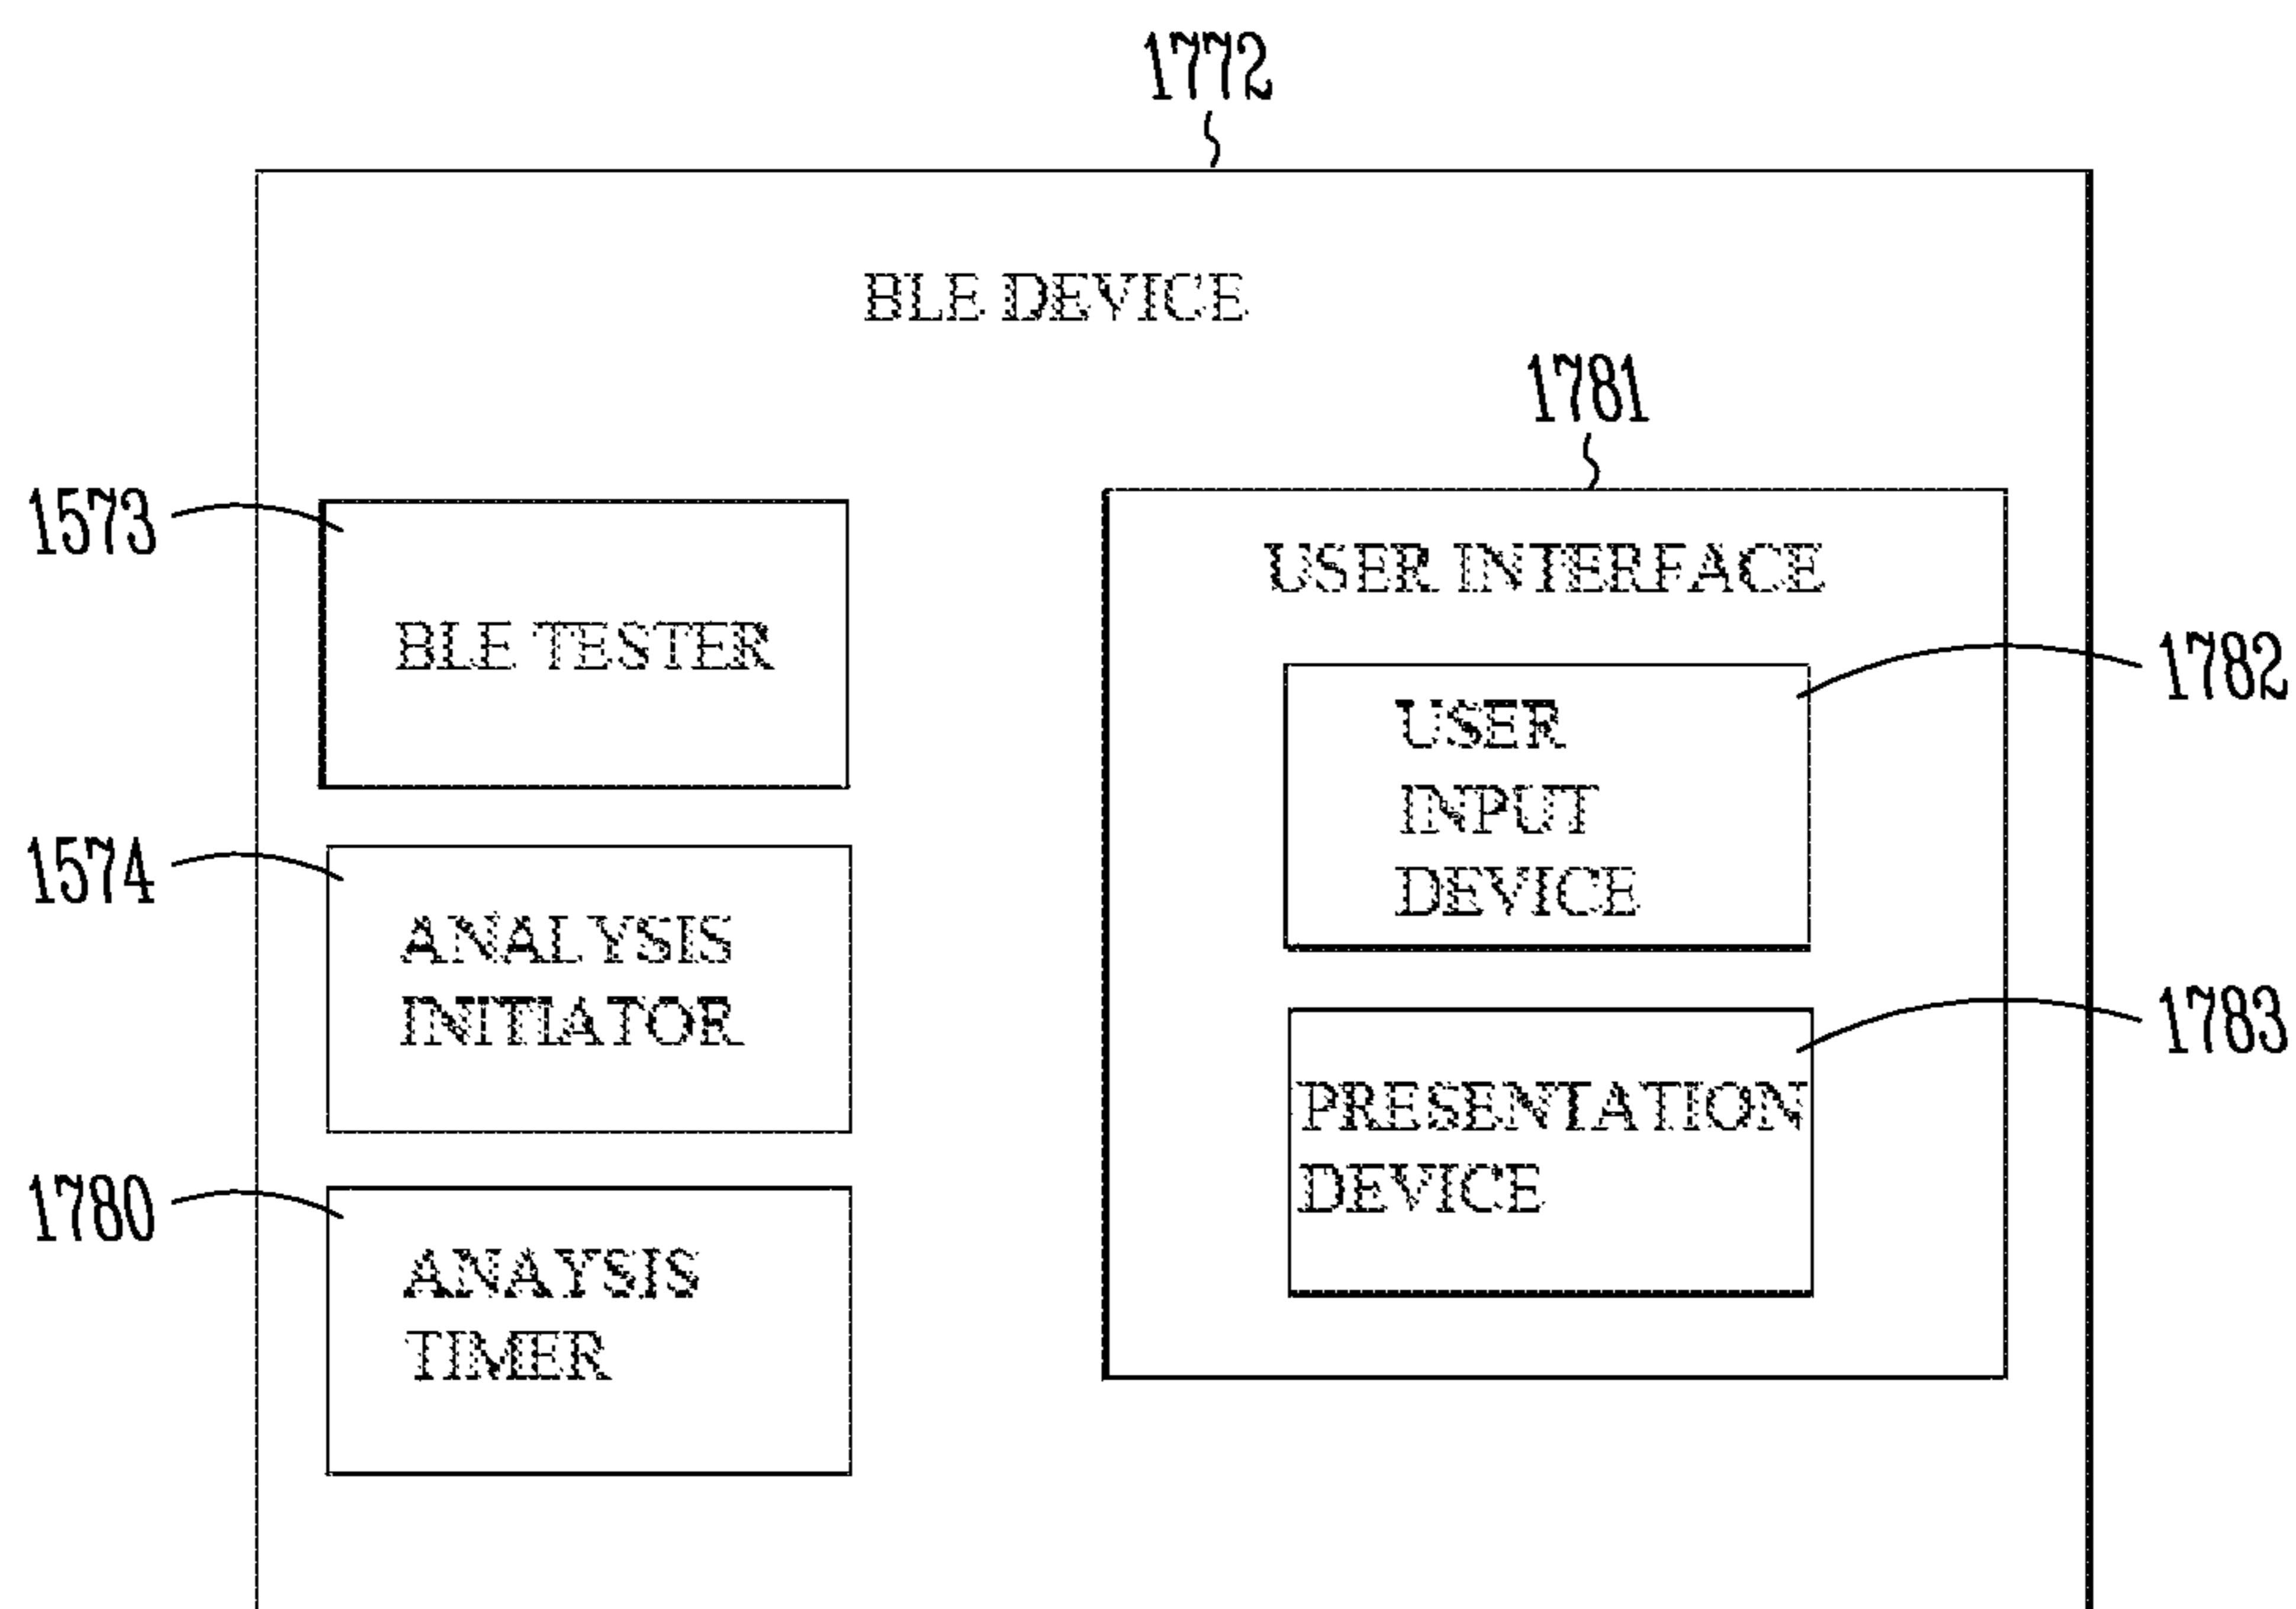 1772
BLE DEVICE
1573
BLE TESTER
1574
ANALYSIS
INITIATOR
1780
ANAYSIS
TIMER
1781
USER INTERFACE
1782
USER
INPUT
DEVICE
1783
PRESENTATION
DEVICE